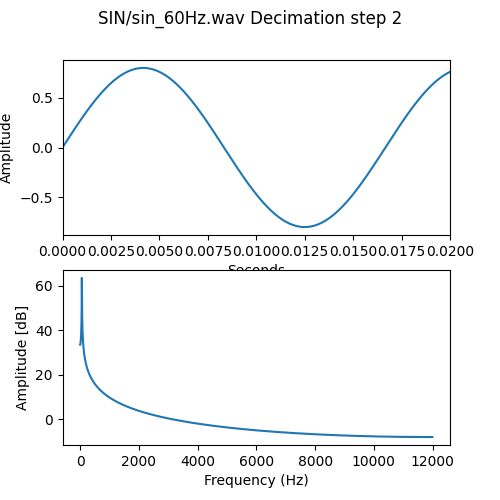 SIN/sin_60Hz.wav Decimation step 2
Amplitude
0.5
0.0
−0.5
0.0000 0.0025 0.0050 0.0075 0.0100 0.0125 0.0150 0.0175 0.0200
Seconds
Amplitude [dB]
60
40
20
0
0 2000 4000 6000 8000 10000 12000
Frequency (Hz)